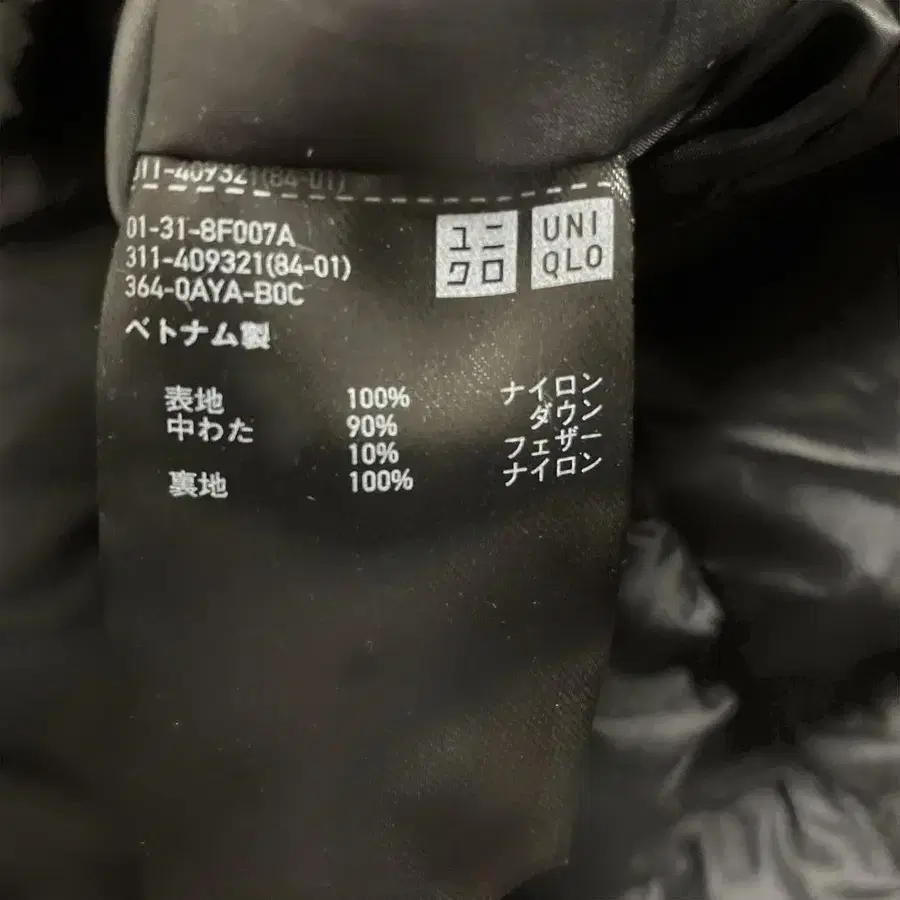 311-409321(84-01)
01-31-8F007A
311-409321(84-01)
364-0AYA-B0C
ベトナム製
ユニ
クロ
UNI
QLO
表地 100% ナイロン
中わた 90% ダウン
10% フェザー
裏地 100% ナイロン